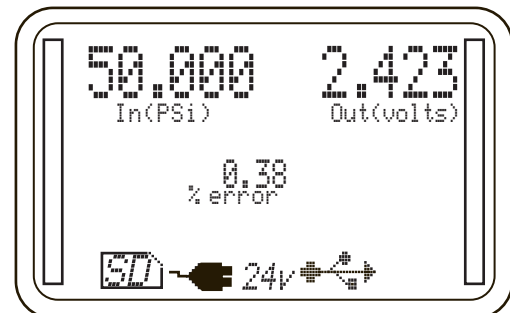 50.000 2.423
In(PSi) Out(volts)
0.38
% error
SD 24v